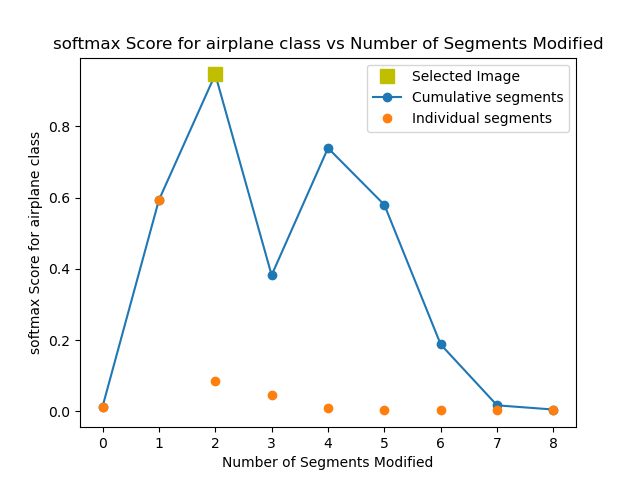 softmax Score for airplane class vs Number of Segments Modified
Selected Image
Cumulative segments
Individual segments
softmax Score for airplane class
0.8
0.6
0.4
0.2
0.0
0 1 2 3 4 5 6 7 8
Number of Segments Modified